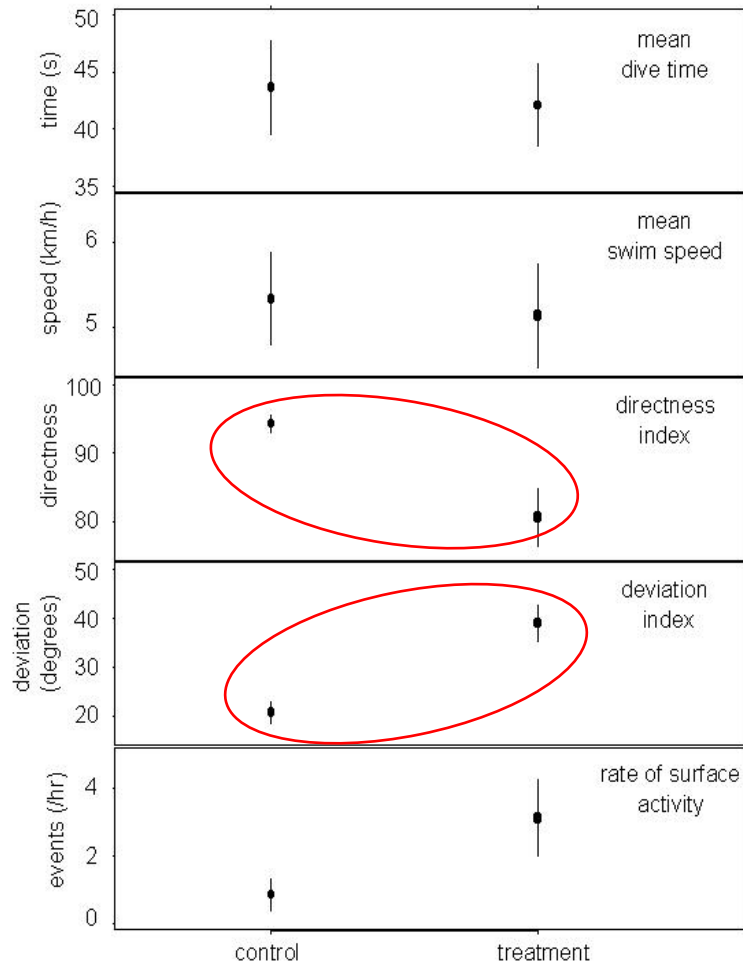 50
45
40
35
time (s)
mean
dive time
6
5
speed (km/h)
mean
swim speed
100
90
80
directness
directness
index
50
40
30
20
deviation
(degrees)
deviation
index
4
2
0
events (/hr)
rate of surface
activity
control
treatment